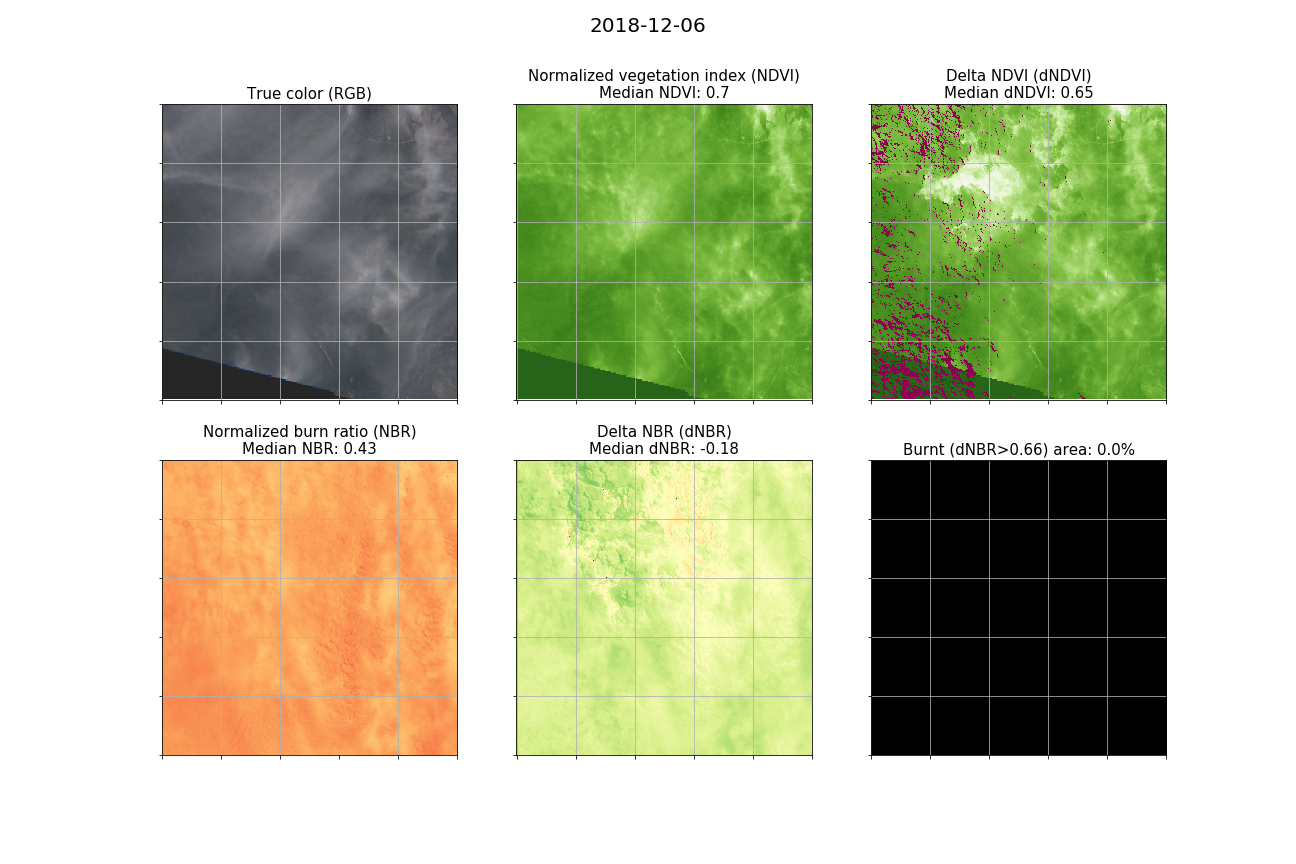 2018-12-06
True color (RGB)
Normalized vegetation index (NDVI)
Median NDVI: 0.7
Delta NDVI (dNDVI)
Median dNDVI: 0.65
Normalized burn ratio (NBR)
Median NBR: 0.43
Delta NBR (dNBR)
Median dNBR: -0.18
Burnt (dNBR>0.66) area: 0.0%